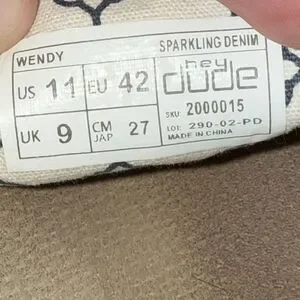 WENDY SPARKLING DENIM
US 11 EU 42 hey dude
SKU: 2000015
UK 9 CM JAP 27 LOT: 290-02-PD
MADE IN CHINA